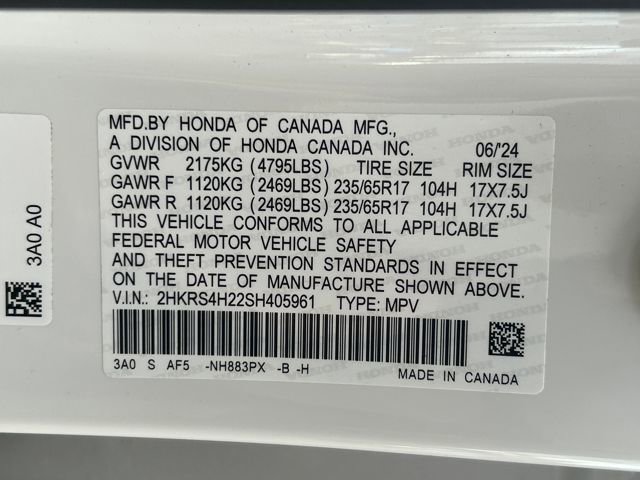 MFD.BY HONDA OF CANADA MFG.,
A DIVISION OF HONDA CANADA INC. 06/'24
GVWR 2175KG (4795LBS) TIRE SIZE RIM SIZE
GAWR F 1120KG (2469LBS) 235/65R17 104H 17X7.5J
GAWR R 1120KG (2469LBS) 235/65R17 104H 17X7.5J
THIS VEHICLE CONFORMS TO ALL APPLICABLE
FEDERAL MOTOR VEHICLE SAFETY
AND THEFT PREVENTION STANDARDS IN EFFECT
ON THE DATE OF MANUFACTURE SHOWN ABOVE.
V.I.N.: 2HKRS4H22SH405961 TYPE: MPV
3A0 S AF5 -NH883PX -B -H MADE IN CANADA
3A0 A0